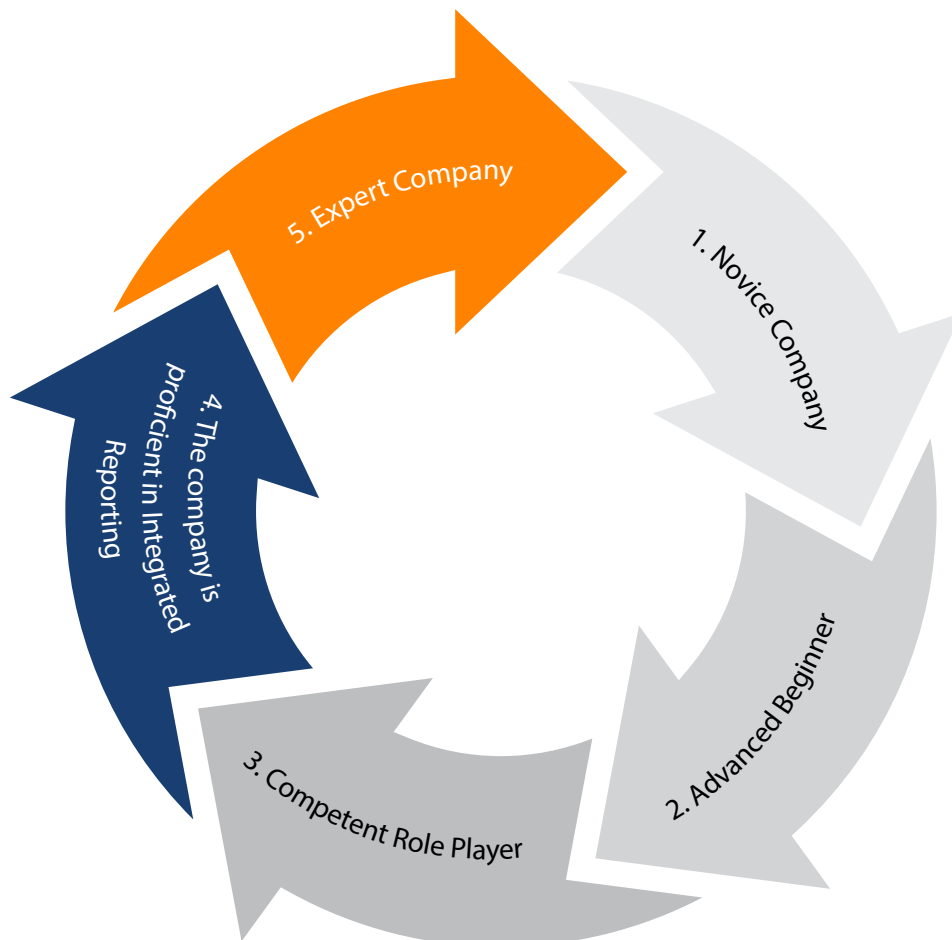 1. Novice Company
2. Advanced Beginner
3. Competent Role Player
4. The company is
proficient in Integrated
Reporting
5. Expert Company